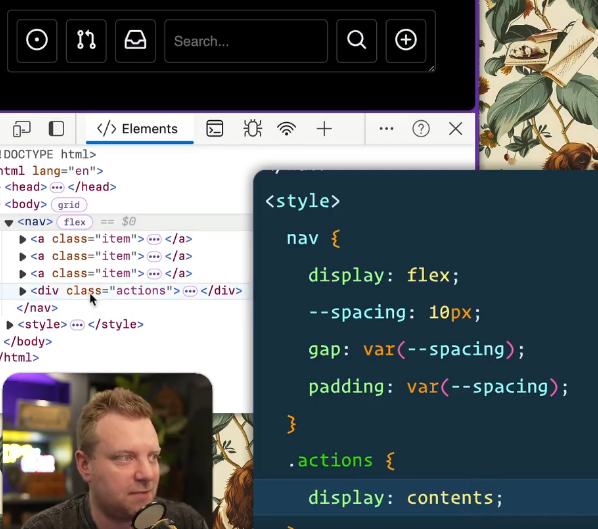 Search...
Elements
!DOCTYPE html>
html lang="en">
<head> ••• </head>
<body> grid
<nav> flex == $0
<a class="item"> ••• </a>
<a class="item"> ••• </a>
<a class="item"> ••• </a>
<div class="actions"> ••• </div>
</nav>
<style> ••• </style>
</body>
/html>
<style>
nav {
display: flex;
--spacing: 10px;
gap: var(--spacing);
padding: var(--spacing);
}
.actions {
display: contents;